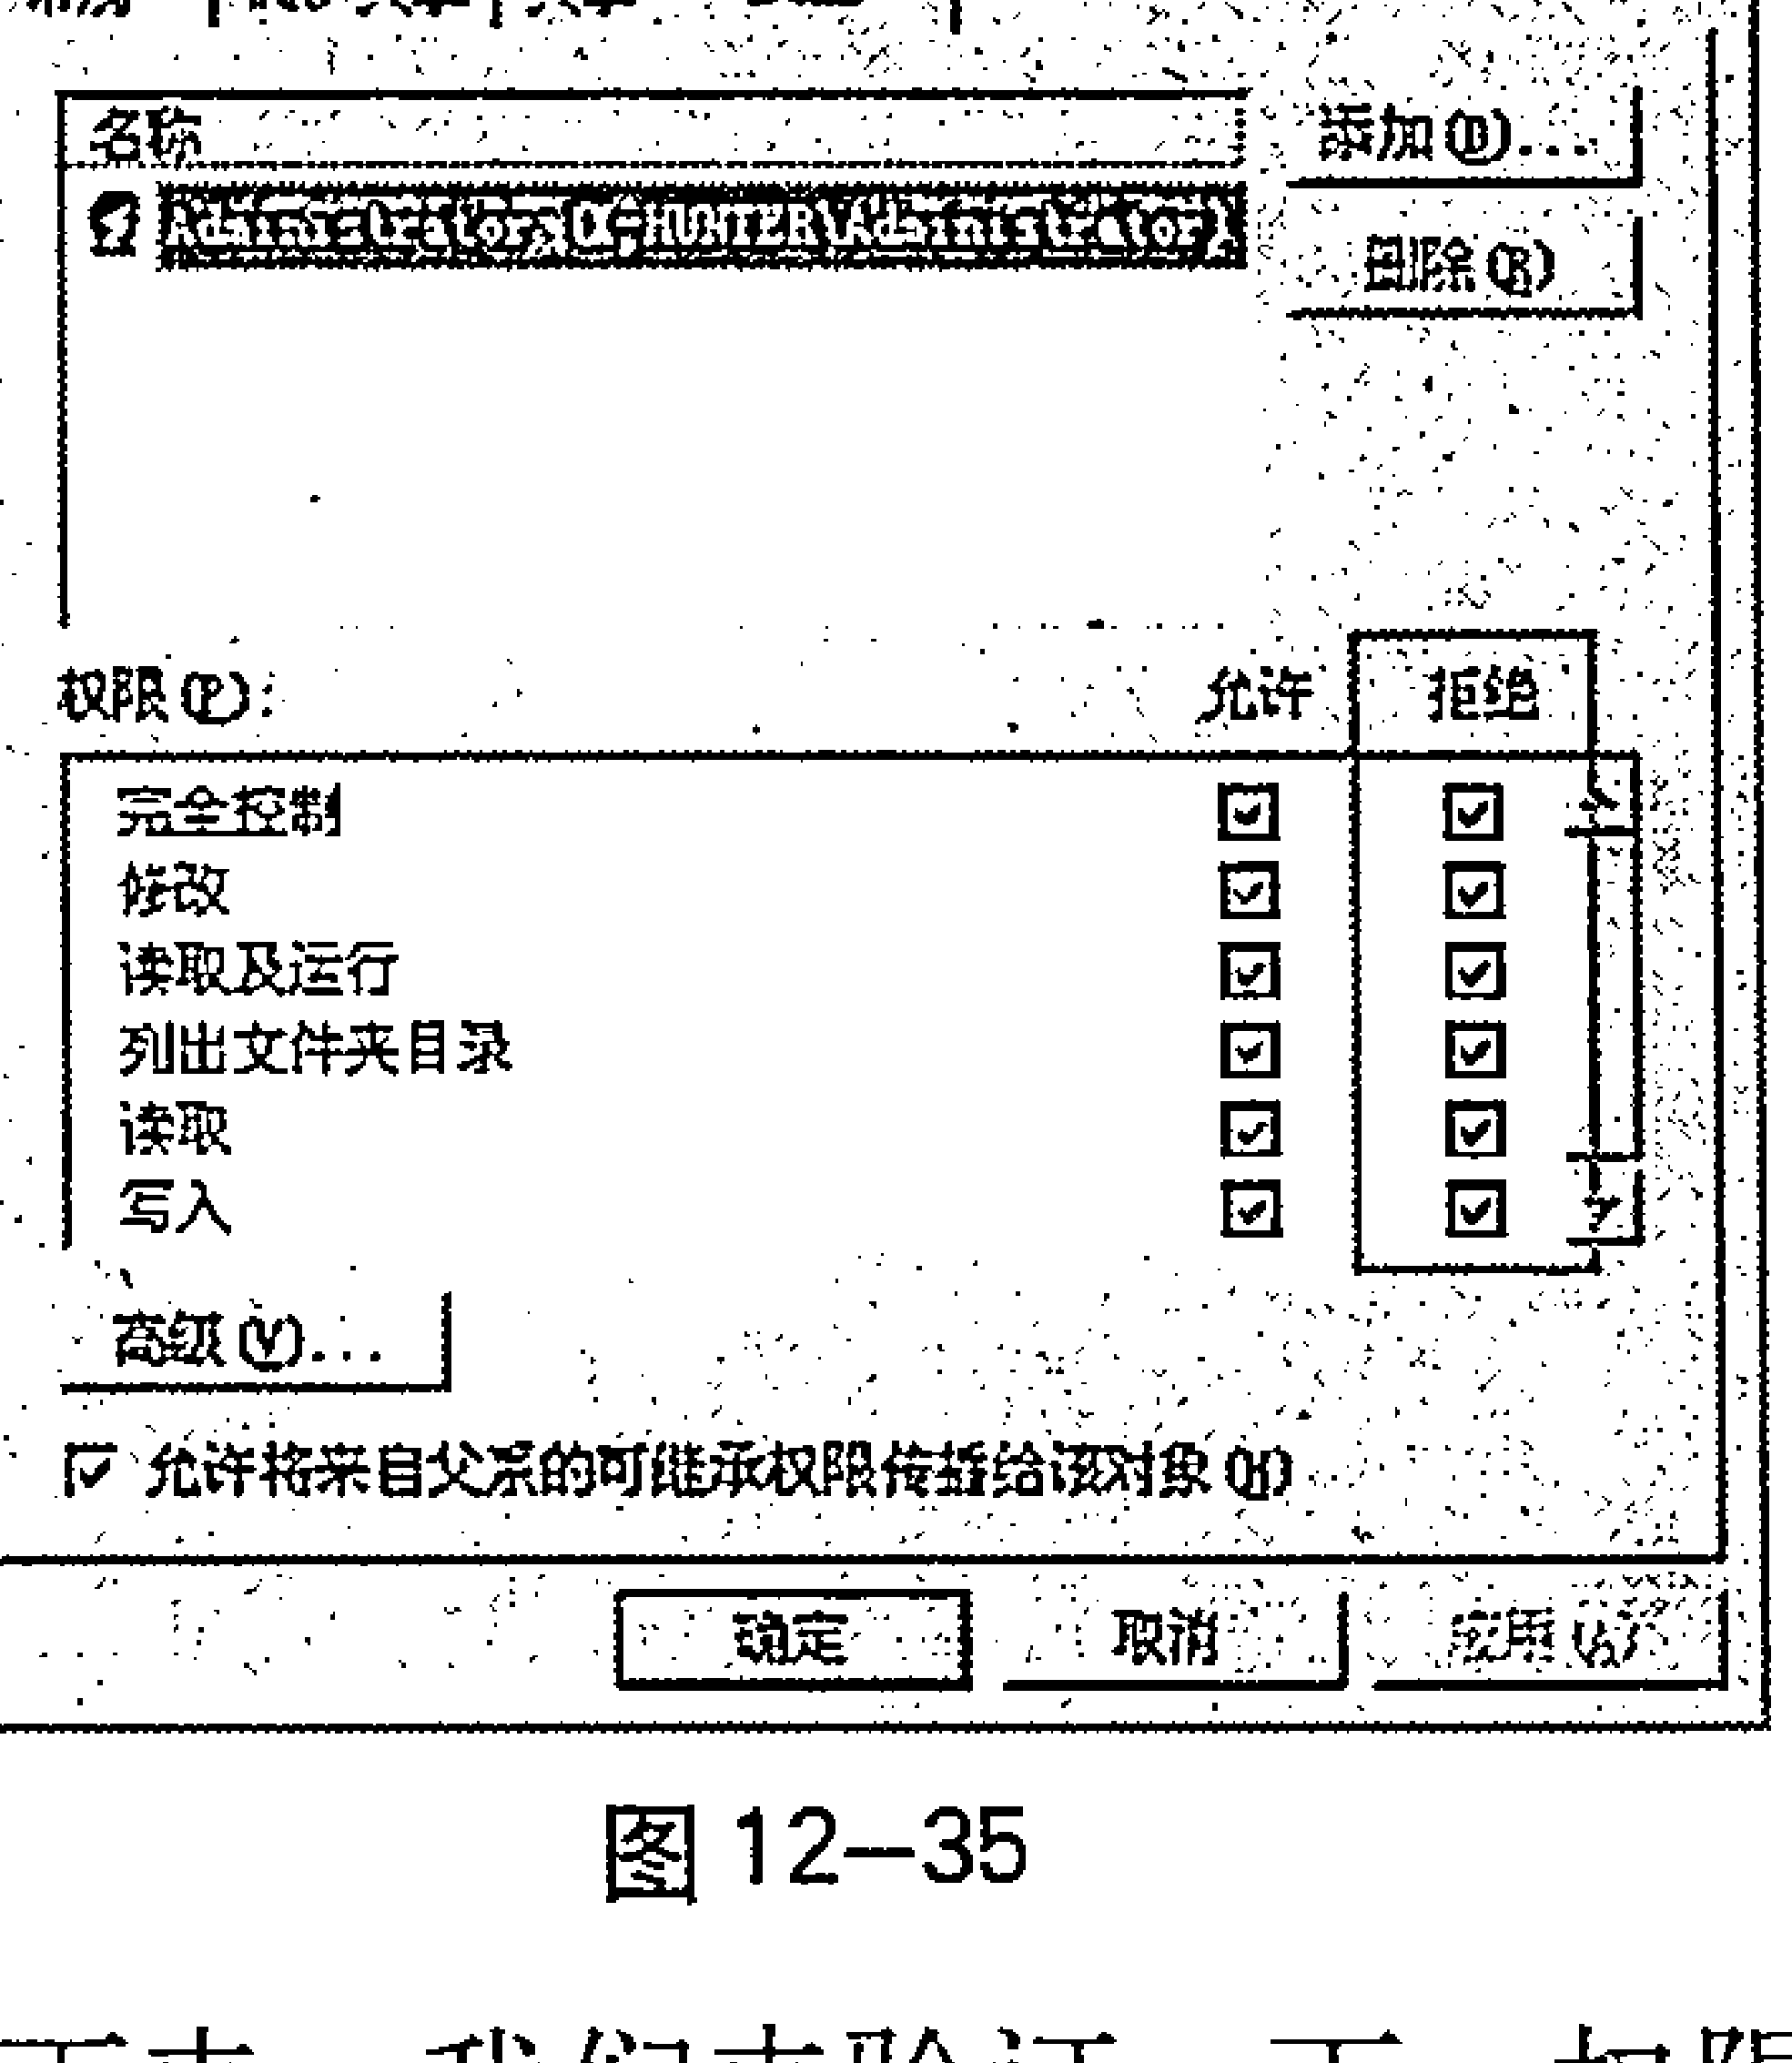 名称
添加(D)...
删除(R)
权限(P):
允许
拒绝
完全控制
修改
读取及运行
列出文件夹目录
读取
写入
高级(V)...
允许将来自父系的可继承权限传播给该对象(H)
确定
取消
应用(A)
图 12—35